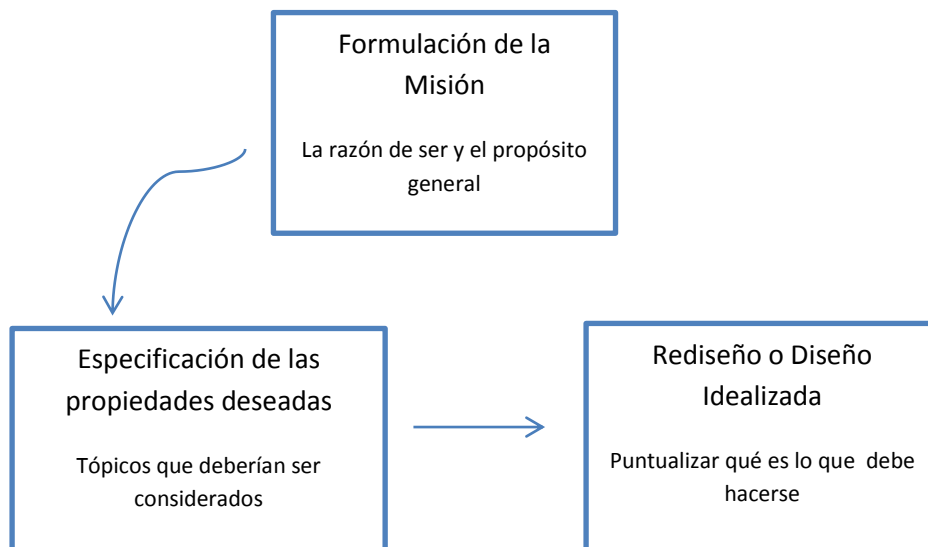 Formulación de la
Misión
La razón de ser y el propósito
general
Especificación de las
propiedades deseadas
Tópicos que deberían ser
considerados
Rediseño o Diseño
Idealizada
Puntualizar qué es lo que  debe
hacerse